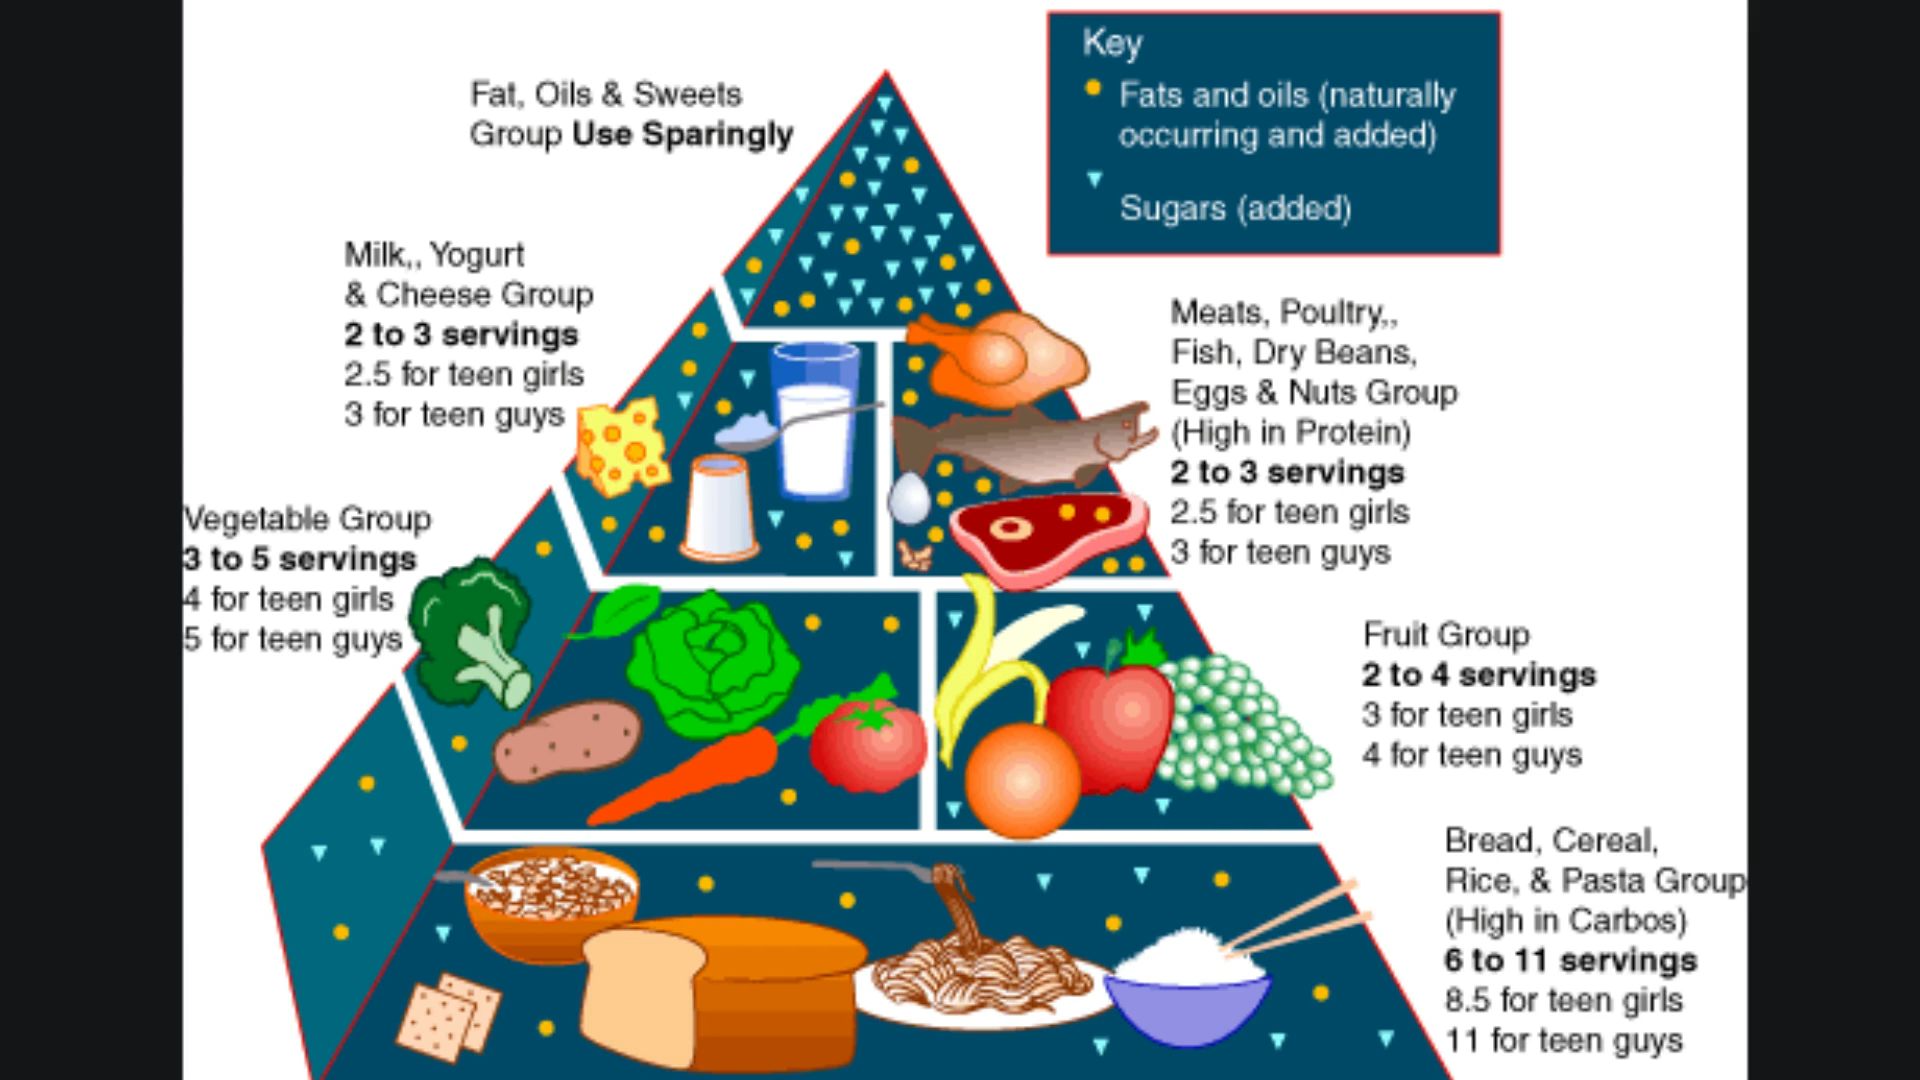 Key
Fats and oils (naturally
occurring and added)
Sugars (added)
Fat, Oils & Sweets
Group Use Sparingly
Milk,, Yogurt
& Cheese Group
2 to 3 servings
2.5 for teen girls
3 for teen guys
Meats, Poultry,,
Fish, Dry Beans,
Eggs & Nuts Group
(High in Protein)
2 to 3 servings
2.5 for teen girls
3 for teen guys
Vegetable Group
3 to 5 servings
4 for teen girls
5 for teen guys
Fruit Group
2 to 4 servings
3 for teen girls
4 for teen guys
Bread, Cereal,
Rice, & Pasta Group
(High in Carbos)
6 to 11 servings
8.5 for teen girls
11 for teen guys